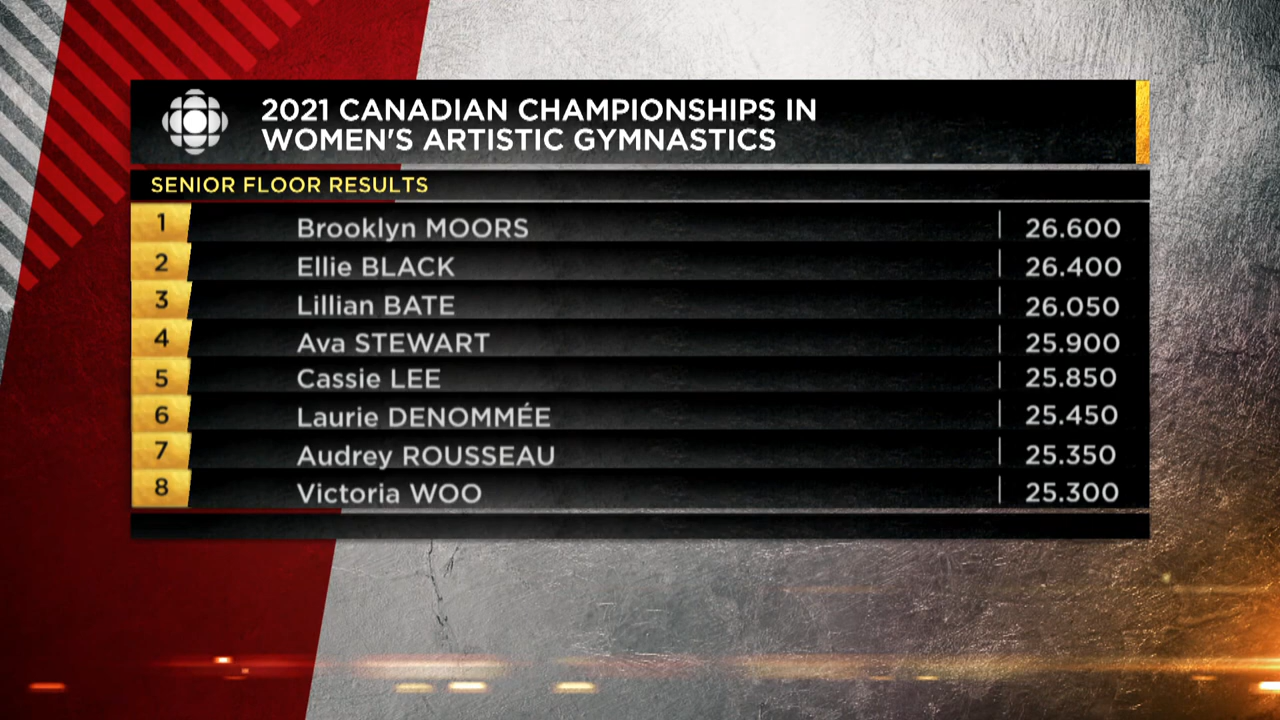 2021 CANADIAN CHAMPIONSHIPS IN
WOMEN'S ARTISTIC GYMNASTICS
SENIOR FLOOR RESULTS
1 Brooklyn MOORS 26.600
2 Ellie BLACK 26.400
3 Lillian BATE 26.050
4 Ava STEWART 25.900
5 Cassie LEE 25.850
6 Laurie DENOMMÉE 25.450
7 Audrey ROUSSEAU 25.350
8 Victoria WOO 25.300